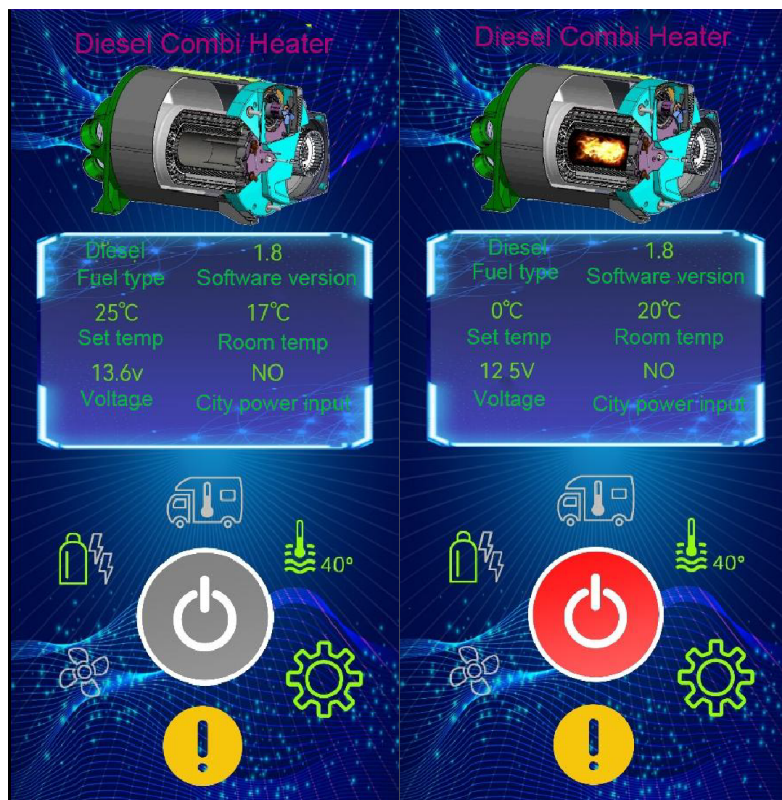 Diesel Combi Heater
Diesel 1.8
Fuel type Software version
25℃ 17℃
Set temp Room temp
13.6v NO
Voltage City power input
40°
Diesel Combi Heater
Diesel 1.8
Fuel type Software version
0℃ 20℃
Set temp Room temp
12 5V NO
Voltage City power input
40°